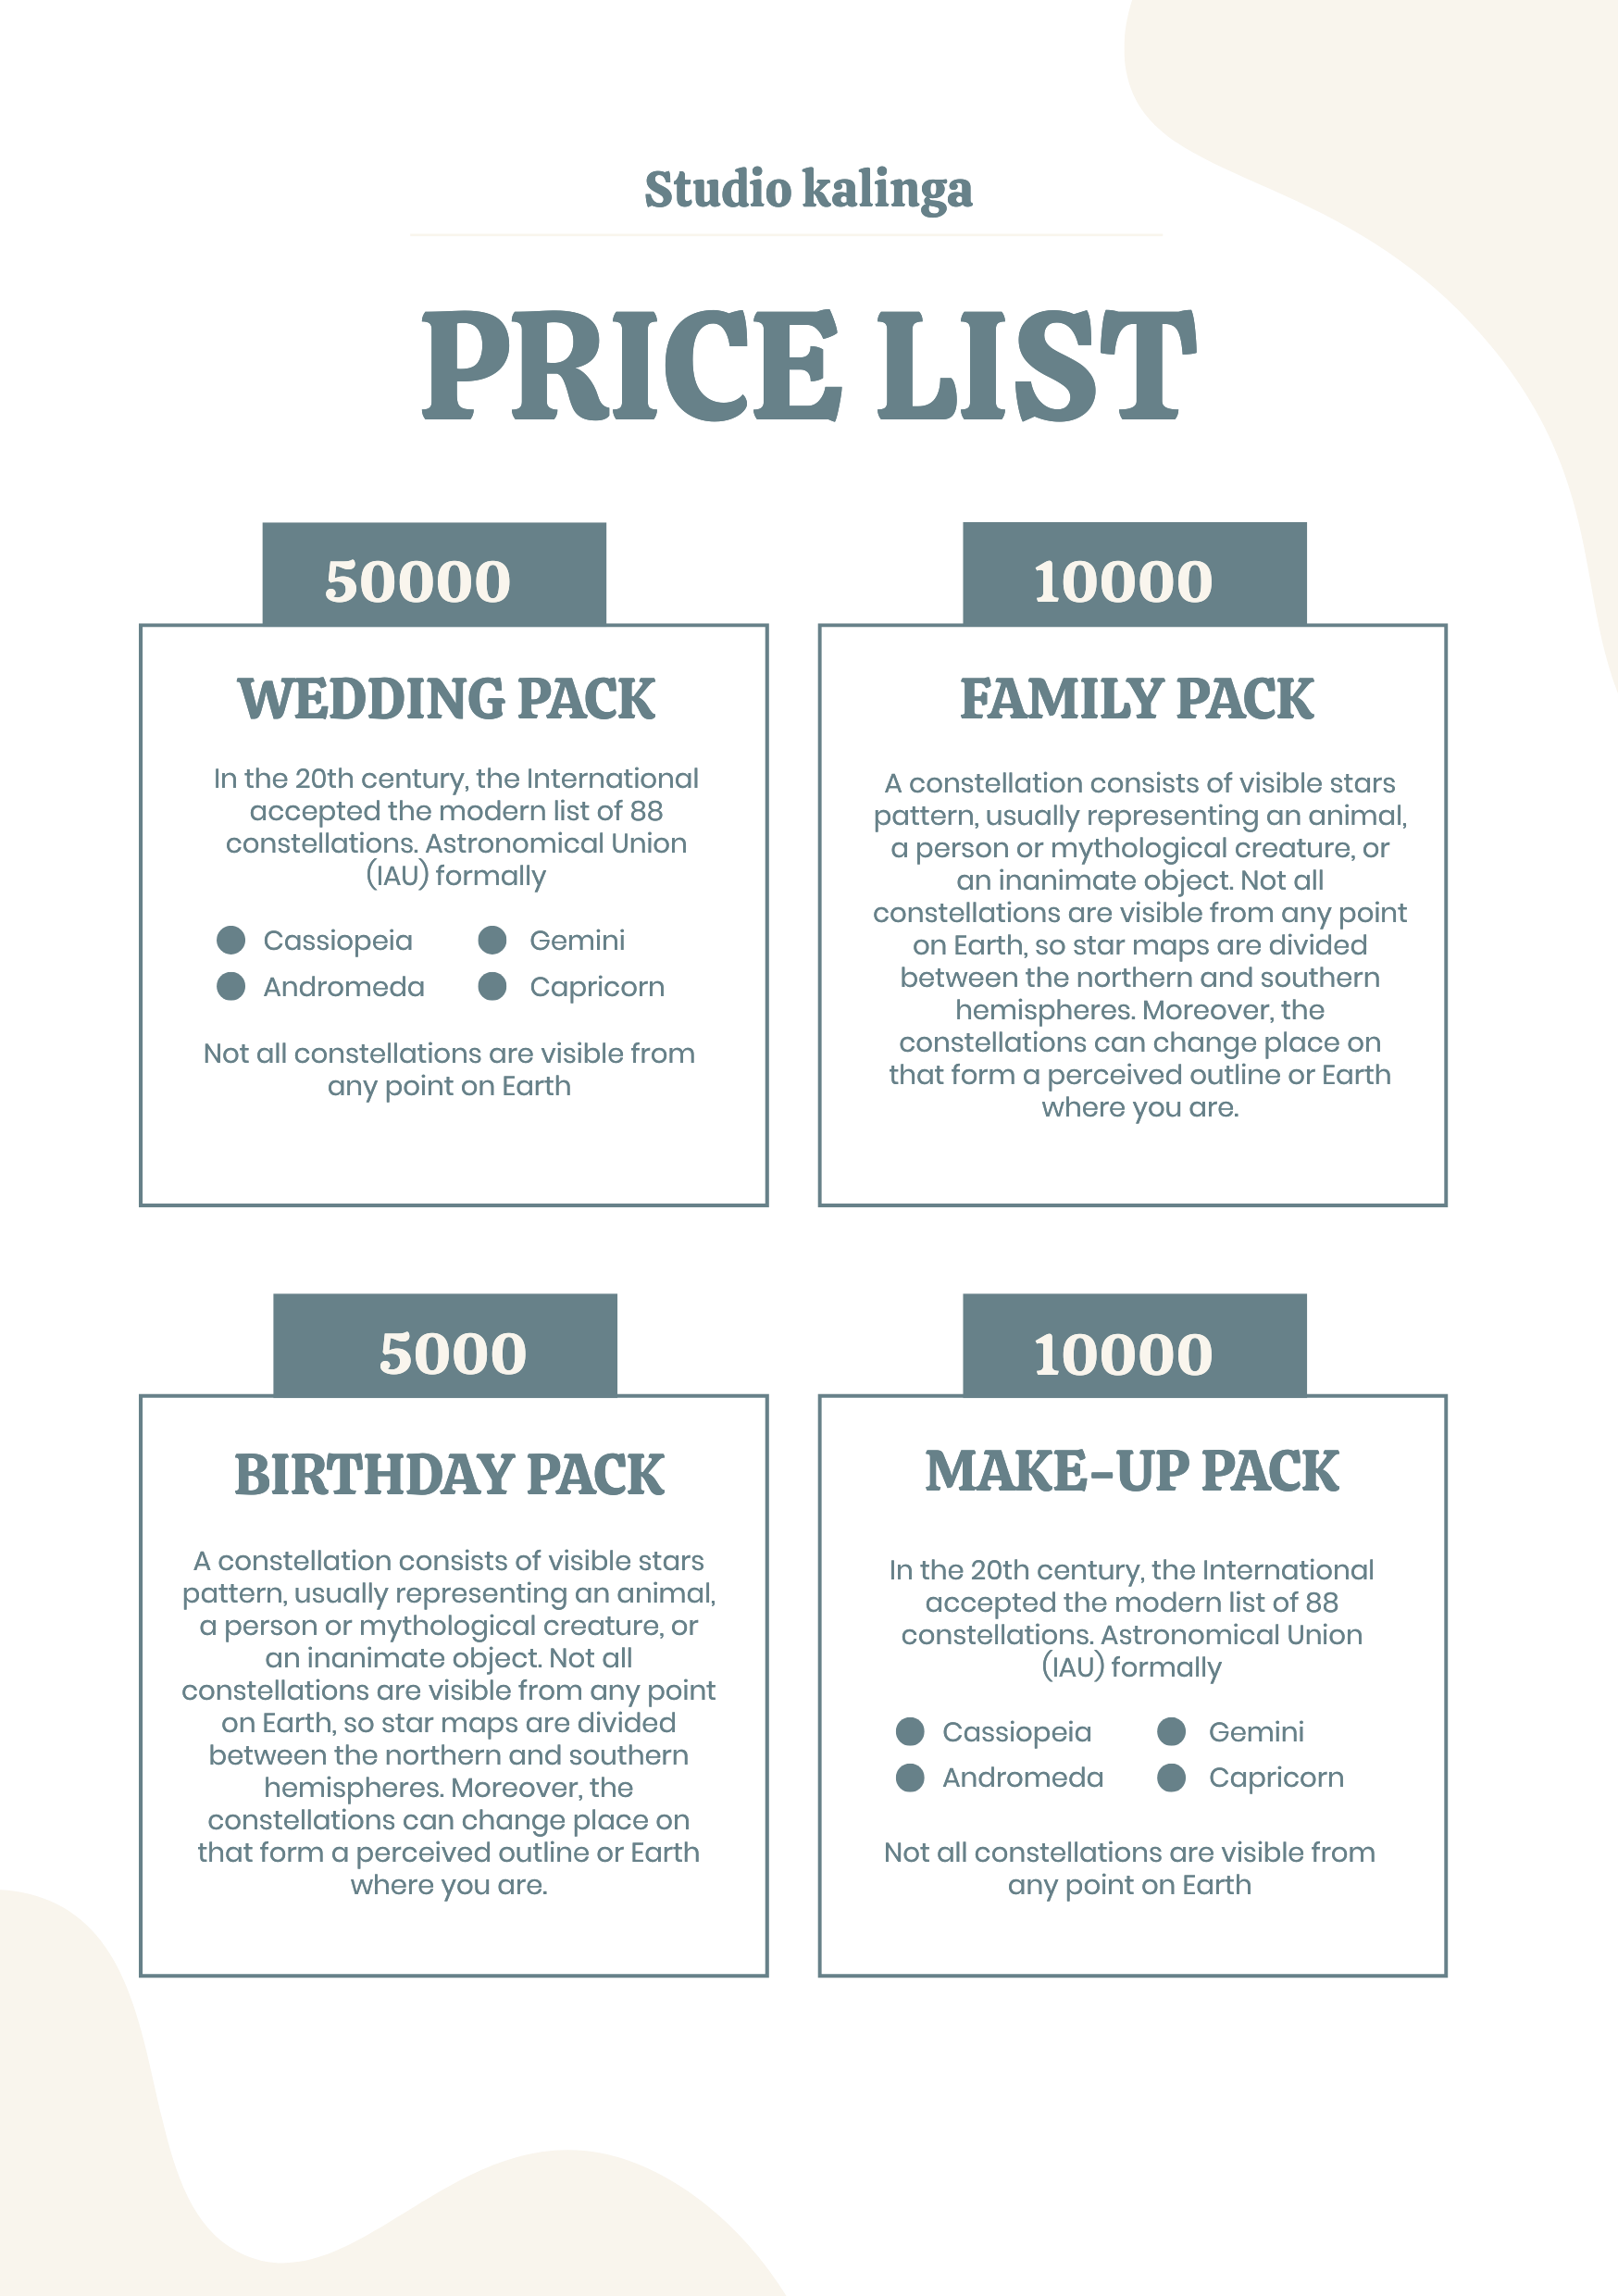 Studio kalinga
PRICE LIST
50000
WEDDING PACK
In the 20th century, the International
accepted the modern list of 88
constellations. Astronomical Union
(IAU) formally
Cassiopeia
Gemini
Andromeda
Capricorn
Not all constellations are visible from
any point on Earth
10000
FAMILY PACK
A constellation consists of visible stars
pattern, usually representing an animal,
a person or mythological creature, or
an inanimate object. Not all
constellations are visible from any point
on Earth, so star maps are divided
between the northern and southern
hemispheres. Moreover, the
constellations can change place on
that form a perceived outline or Earth
where you are.
5000
BIRTHDAY PACK
A constellation consists of visible stars
pattern, usually representing an animal,
a person or mythological creature, or
an inanimate object. Not all
constellations are visible from any point
on Earth, so star maps are divided
between the northern and southern
hemispheres. Moreover, the
constellations can change place on
that form a perceived outline or Earth
where you are.
10000
MAKE-UP PACK
In the 20th century, the International
accepted the modern list of 88
constellations. Astronomical Union
(IAU) formally
Cassiopeia
Gemini
Andromeda
Capricorn
Not all constellations are visible from
any point on Earth